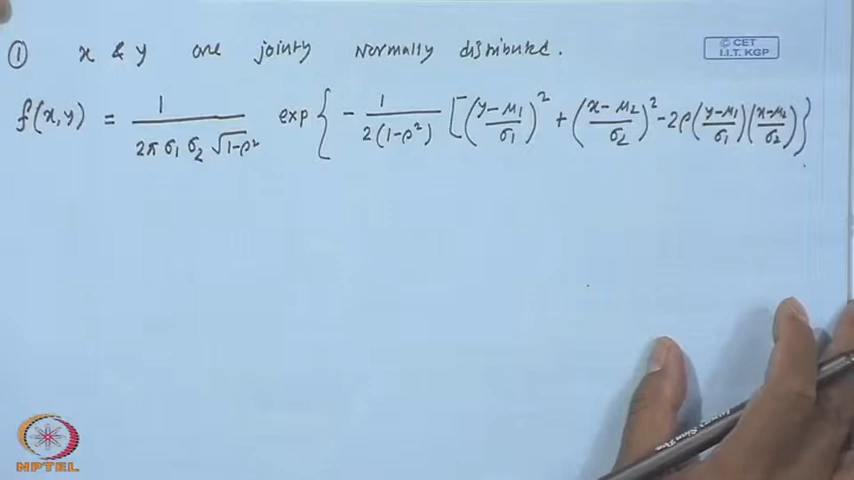 ① x & y are jointly normally distributed.
© CET
I.I.T. KGP
f(x,y) = 1 / (2π σ₁ σ₂ √(1-ρ²)) exp { - 1 / (2(1-ρ²)) [ ((y-μ₁)/σ₁)² + ((x-μ₂)/σ₂)² - 2ρ((y-μ₁)/σ₁)((x-μ₂)/σ₂) }
NPTEL